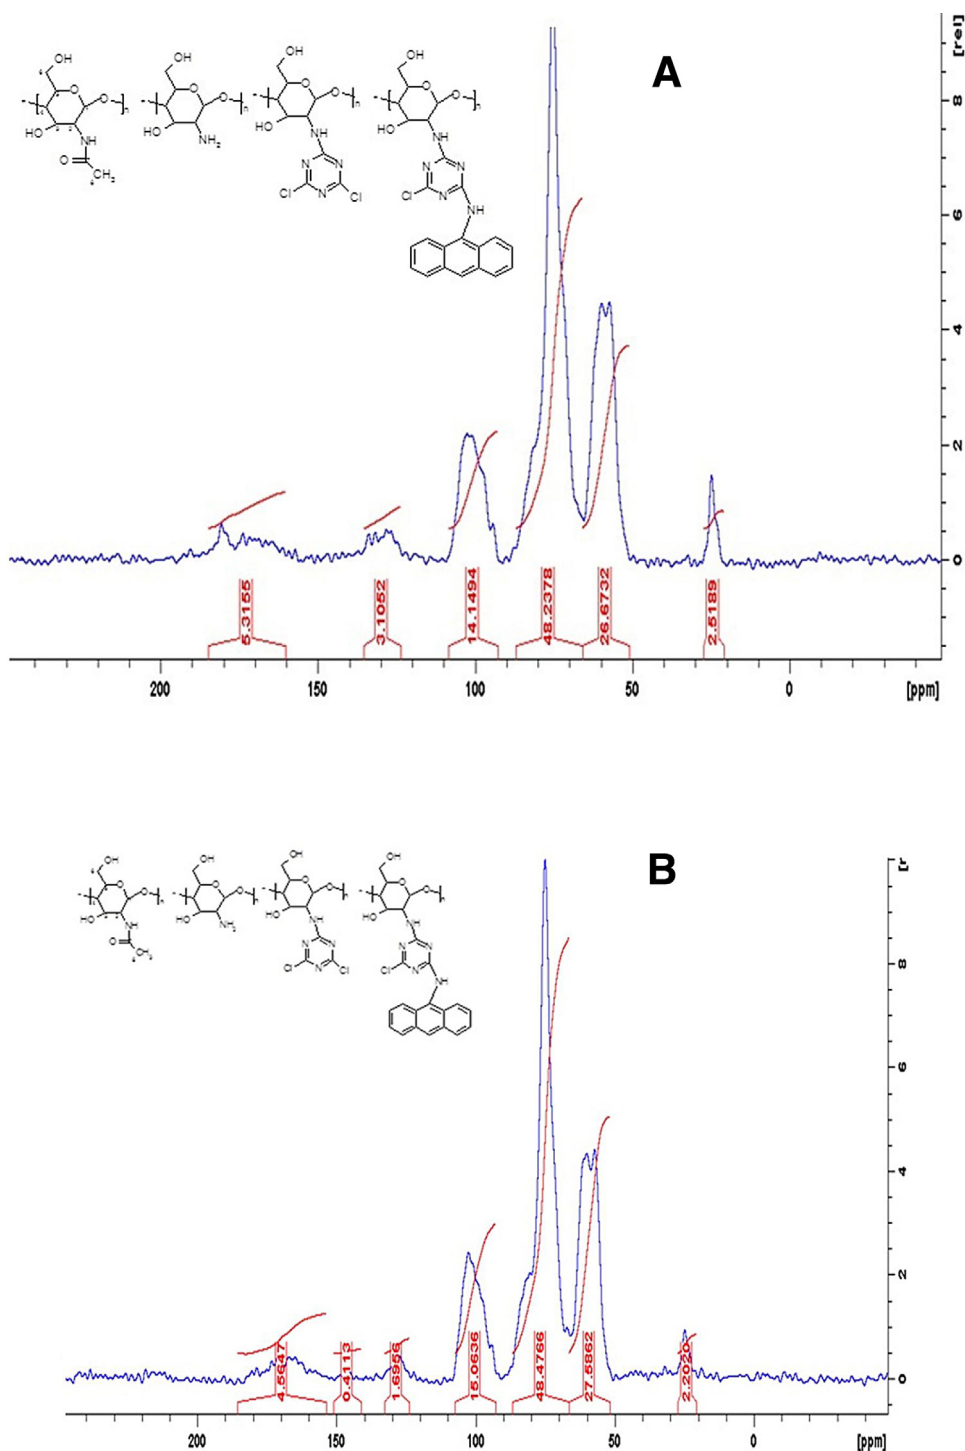 A
[rel]
OH
OH
OH
OH
6
O
O
n
HO
NH
O
CH3
O
O
n
HO
NH2
O
O
n
HO
NH
N
N
N
Cl
Cl
O
O
n
HO
NH
N
N
N
Cl
NH
8
6
4
2
0
5.3155
3.1052
14.1494
48.2378
26.6732
2.5189
200
150
100
50
0
[ppm]
B
[r
OH
OH
OH
OH
O
O
n
HO
NH
O
CH3
O
O
n
HO
NH2
O
O
n
HO
NH
N
N
N
Cl
Cl
O
O
n
HO
NH
N
N
N
Cl
NH
8
6
4
2
0
4.5647
0.4113
1.6956
15.0636
48.4766
27.5862
2.2020
200
150
100
50
0
[ppm]